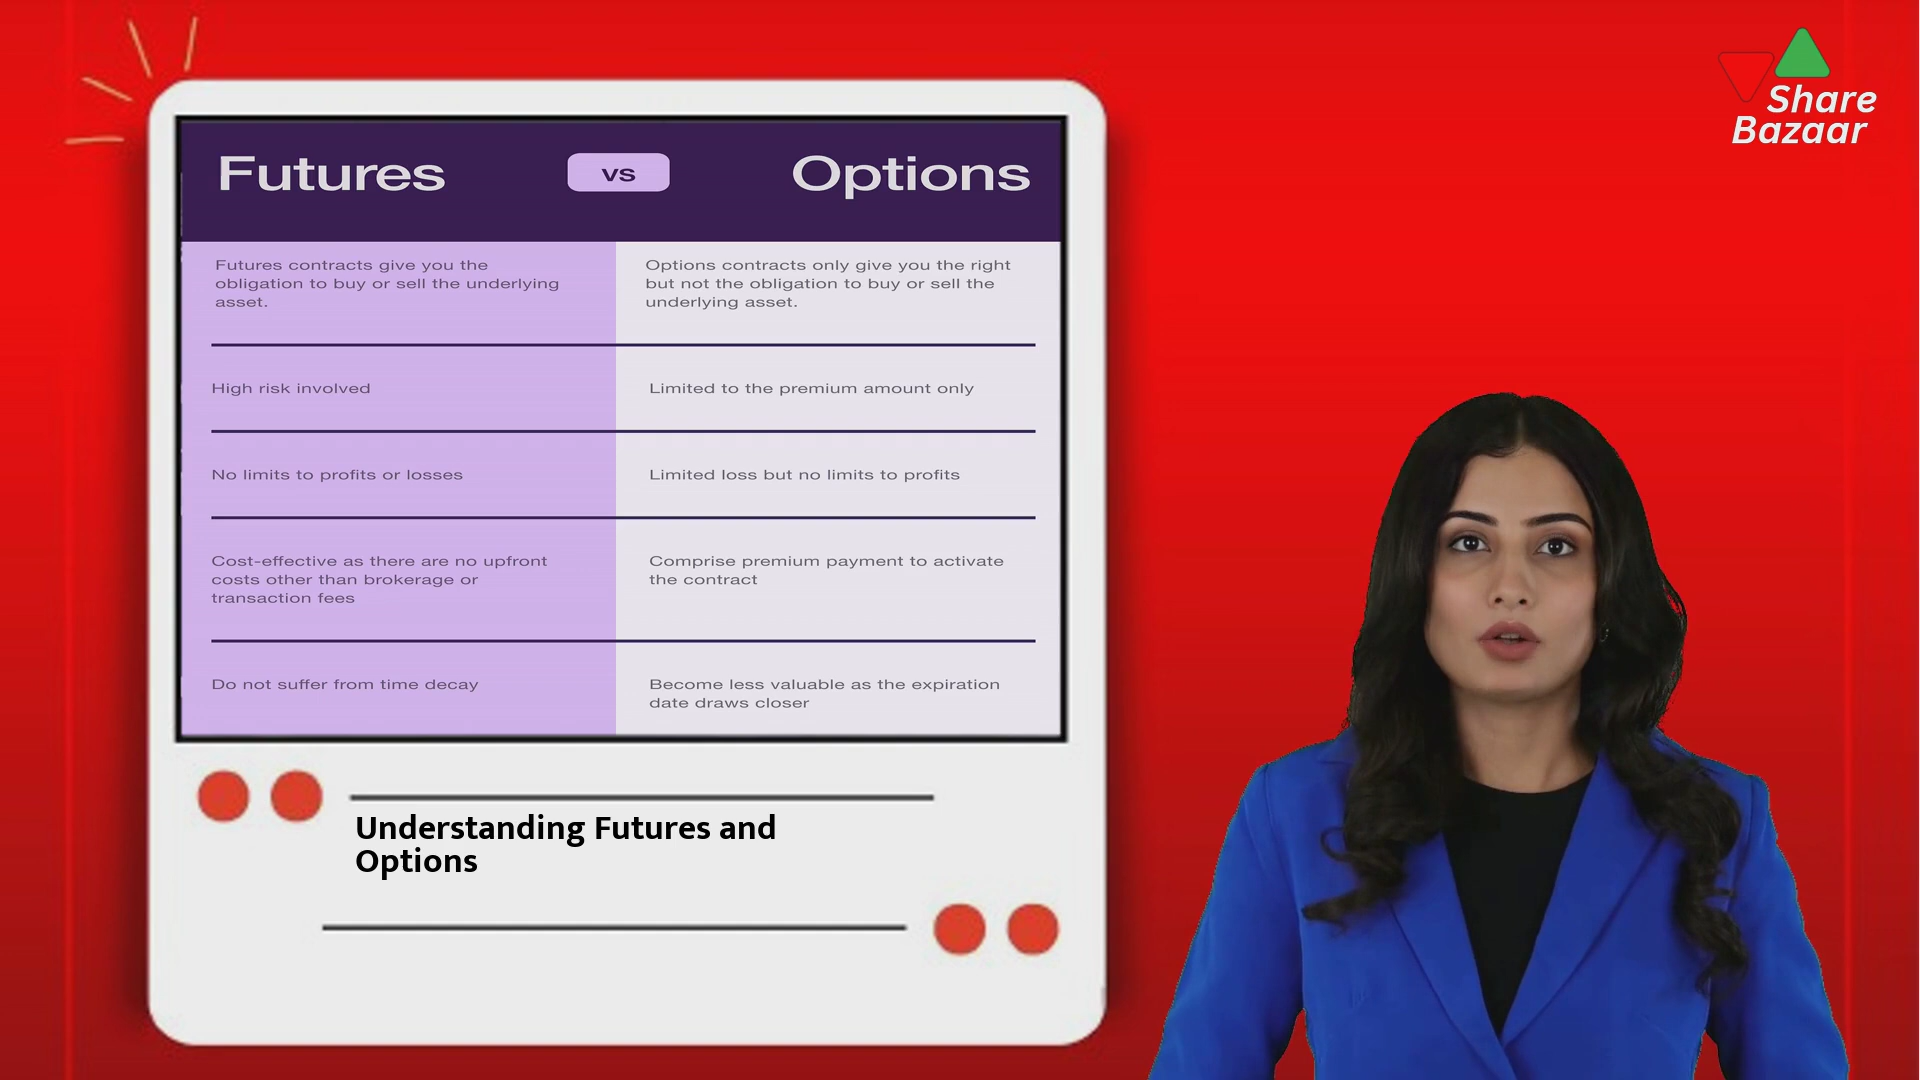 Futures vs Options
Futures contracts give you the
obligation to buy or sell the underlying
asset.
Options contracts only give you the right
but not the obligation to buy or sell the
underlying asset.
High risk involved
Limited to the premium amount only
No limits to profits or losses
Limited loss but no limits to profits
Cost-effective as there are no upfront
costs other than brokerage or
transaction fees
Comprise premium payment to activate
the contract
Do not suffer from time decay
Become less valuable as the expiration
date draws closer
Understanding Futures and
Options
Share
Bazaar